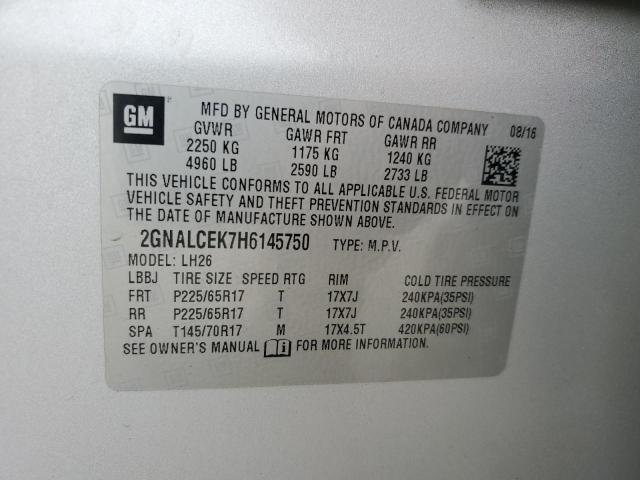 GM
MFD BY GENERAL MOTORS OF CANADA COMPANY 08/16
GVWR GAWR FRT GAWR RR
2250 KG 1175 KG 1240 KG
4960 LB 2590 LB 2733 LB
THIS VEHICLE CONFORMS TO ALL APPLICABLE U.S. FEDERAL MOTOR
VEHICLE SAFETY AND THEFT PREVENTION STANDARDS IN EFFECT ON
THE DATE OF MANUFACTURE SHOWN ABOVE.
2GNALCEK7H6145750 TYPE: M.P.V.
MODEL: LH26
LBBJ TIRE SIZE SPEED RTG RIM COLD TIRE PRESSURE
FRT P225/65R17 T 17X7J 240KPA(35PSI)
RR P225/65R17 T 17X7J 240KPA(35PSI)
SPA T145/70R17 M 17X4.5T 420KPA(60PSI)
SEE OWNER'S MANUAL FOR MORE INFORMATION.